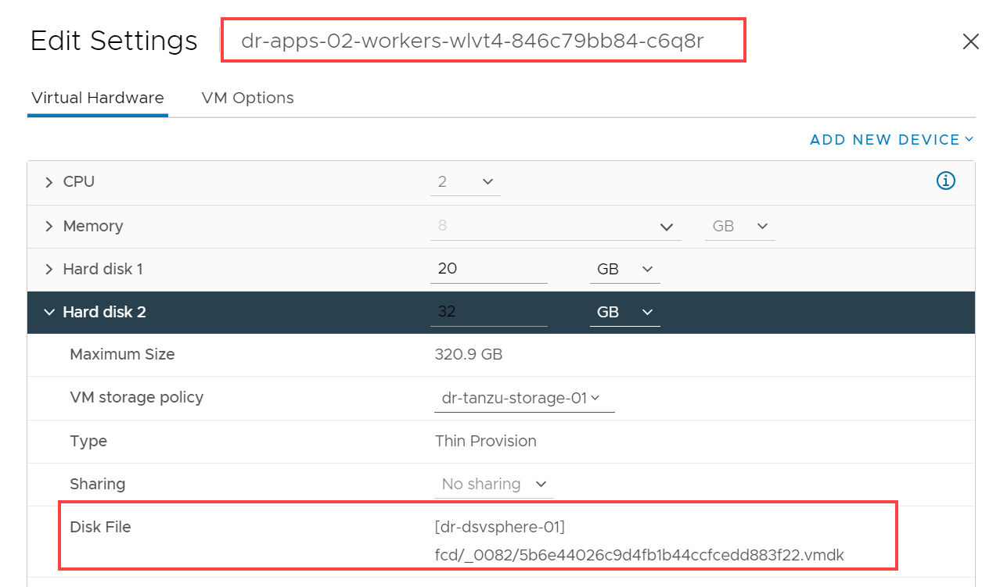 Edit Settings dr-apps-02-workers-wlvt4-846c79bb84-c6q8r
Virtual Hardware VM Options
ADD NEW DEVICE
CPU 2
Memory 8 GB
Hard disk 1 20 GB
Hard disk 2 32 GB
Maximum Size 320.9 GB
VM storage policy dr-tanzu-storage-01
Type Thin Provision
Sharing No sharing
Disk File [dr-dsvsphere-01]
fcd/_0082/5b6e44026c9d4fb1b44ccfcedd883f22.vmdk